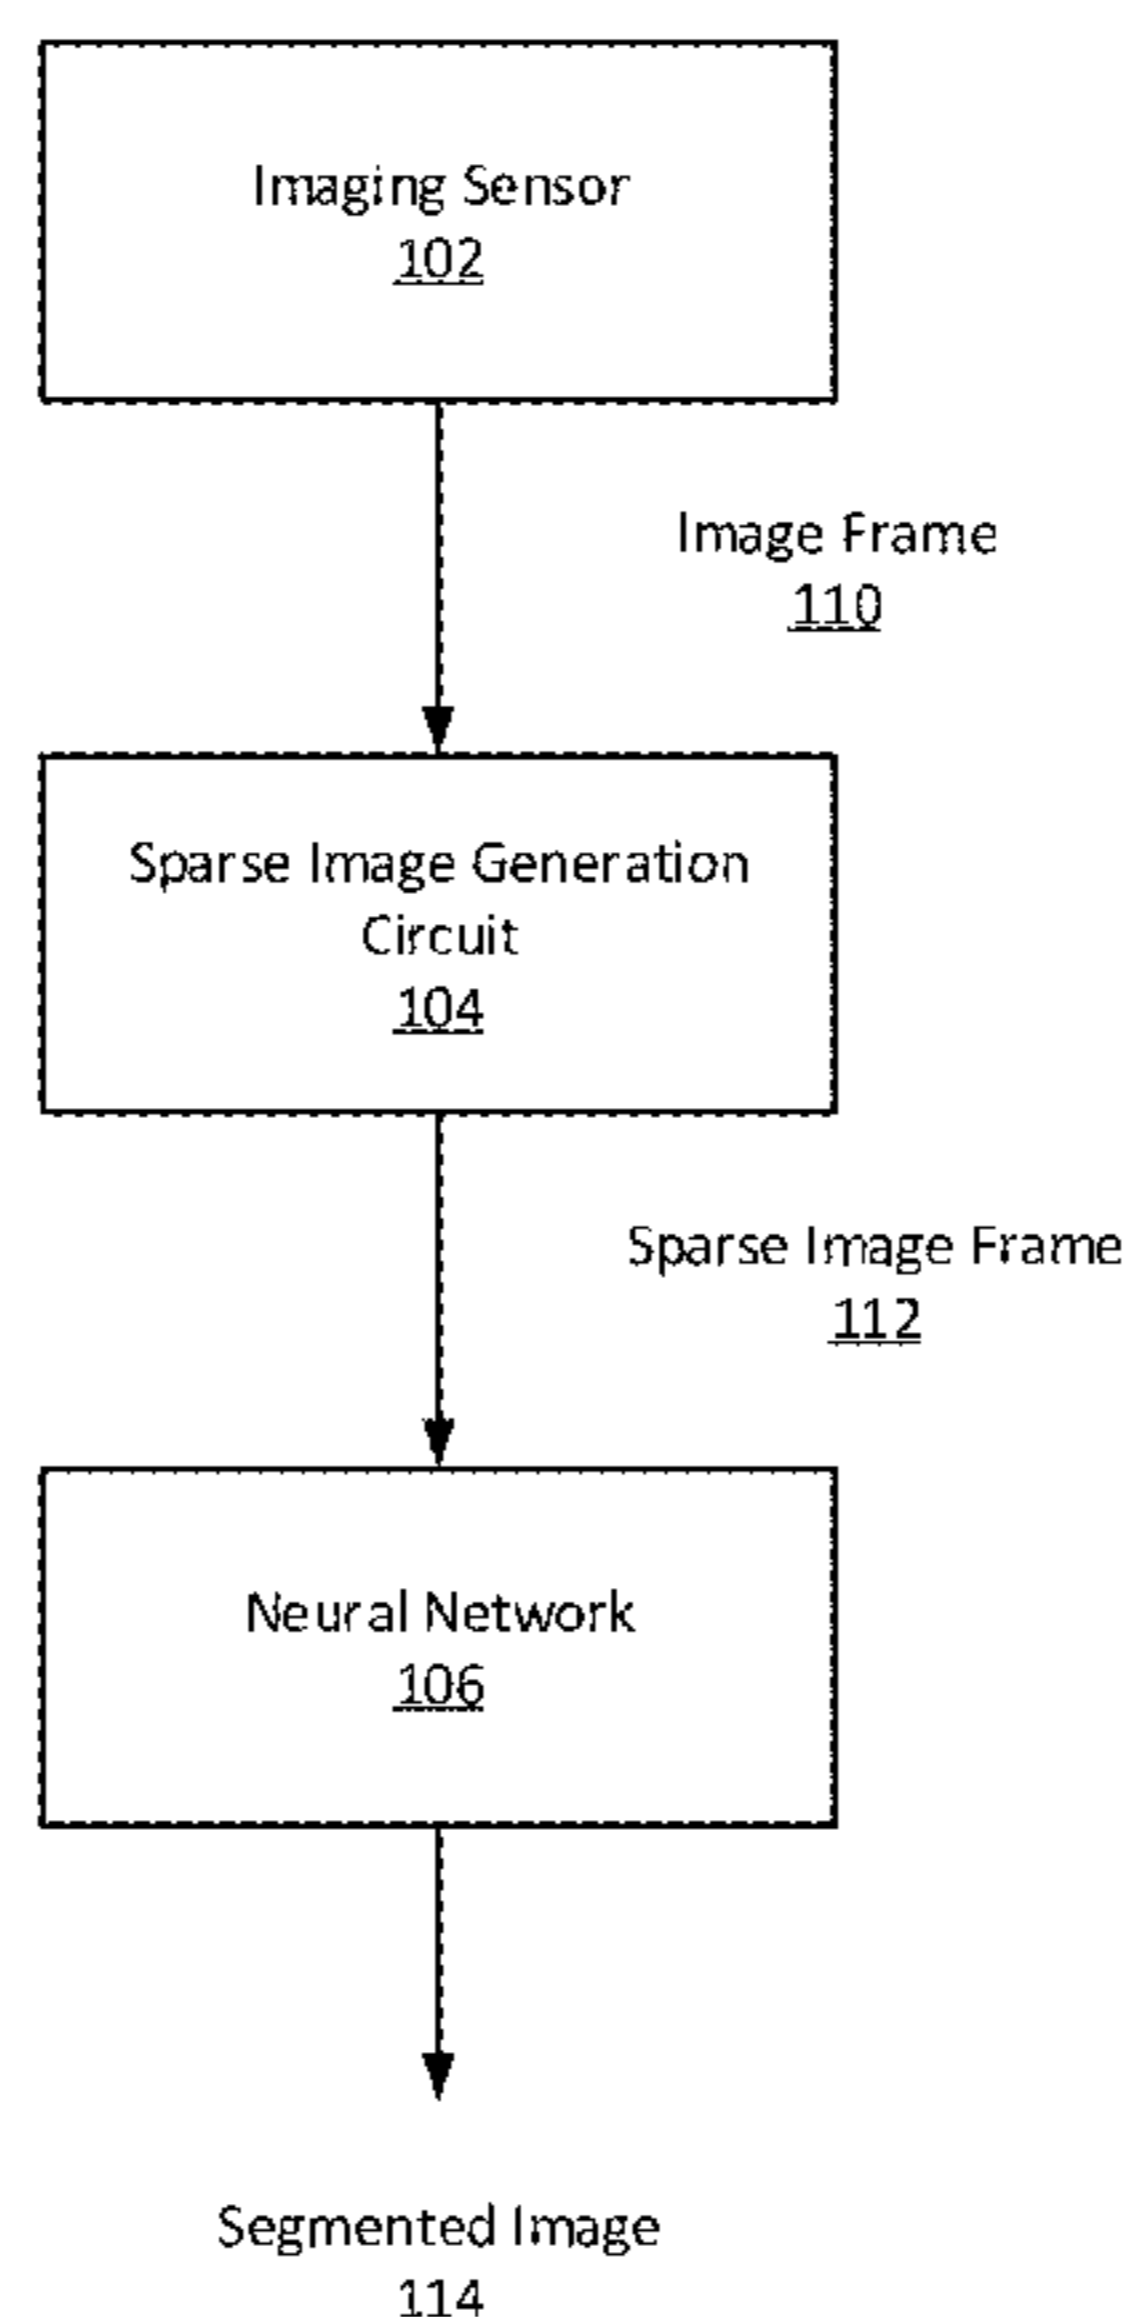 Imaging Sensor
102
Image Frame
110
Sparse Image Generation
Circuit
104
Sparse Image Frame
112
Neural Network
106
Segmented Image
114